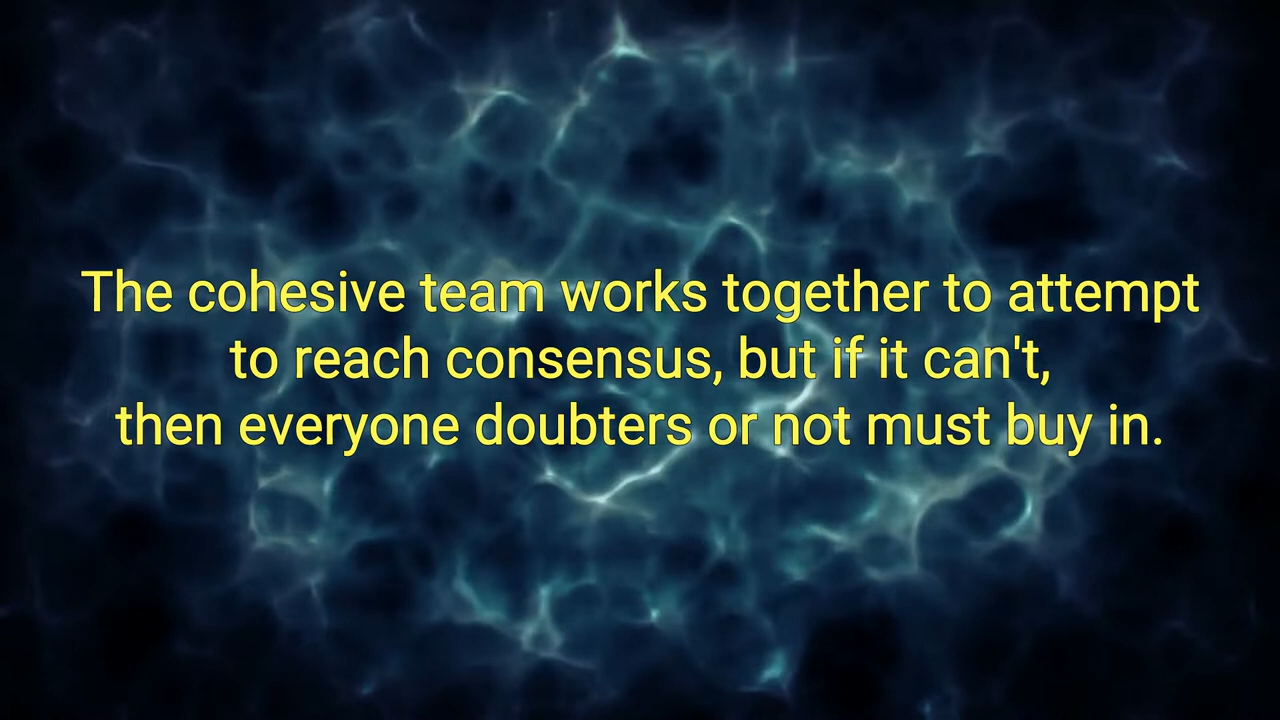 The cohesive team works together to attempt
to reach consensus, but if it can't,
then everyone doubters or not must buy in.